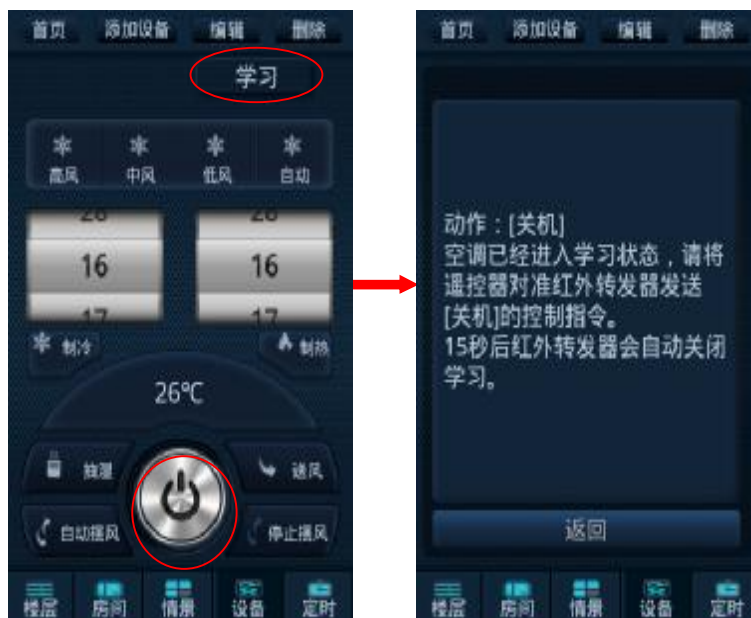 首页 添加设备 编辑 删除
学习
高风 中风 低风 自动
16 16
17 17
制冷 制热
26℃
抽湿 送风
自动摇风 停止摇风
楼层 房间 情景 设备 定时
首页 添加设备 编辑 删除
动作：[关机]
空调已经进入学习状态，请将
遥控器对准红外转发器发送
[关机]的控制指令。
15秒后红外转发器会自动关闭
学习。
返回
楼层 房间 情景 设备 定时